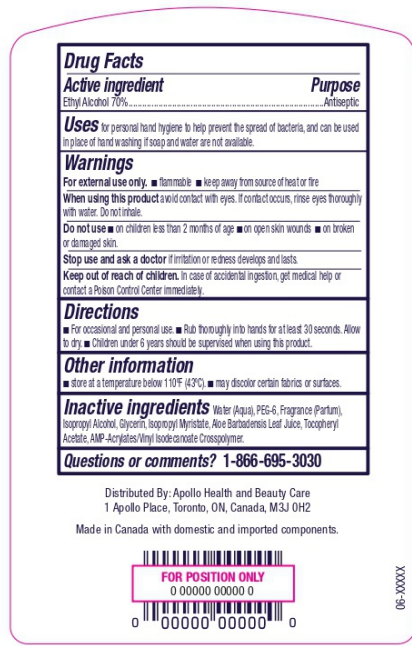 Drug Facts
Active ingredient Purpose
Ethyl Alcohol 70%..........................................................................Antiseptic
Uses for personal hand hygiene to help prevent the spread of bacteria, and can be used
in place of hand washing if soap and water are not available.
Warnings
For external use only. ■ flammable ■ keep away from source of heat or fire
When using this product avoid contact with eyes. If contact occurs, rinse eyes thoroughly
with water. Do not inhale.
Do not use ■ on children less than 2 months of age ■ on open skin wounds ■ on broken
or damaged skin.
Stop use and ask a doctor if irritation or redness develops and lasts.
Keep out of reach of children. In case of accidental ingestion, get medical help or
contact a Poison Control Center immediately.
Directions
■ For occasional and personal use. ■ Rub thoroughly into hands for at least 30 seconds. Allow
to dry. ■ Children under 6 years should be supervised when using this product.
Other information
■ store at a temperature below 110ºF (43ºC). ■ may discolor certain fabrics or surfaces.
Inactive ingredients Water (Aqua), PEG-6, Fragrance (Parfum),
Isopropyl Alcohol, Glycerin, Isopropyl Myristate, Aloe Barbadensis Leaf Juice, Tocopheryl
Acetate, AMP-Acrylates/Vinyl Isodecanoate Crosspolymer.
Questions or comments? 1-866-695-3030
Distributed By: Apollo Health and Beauty Care
1 Apollo Place, Toronto, ON, Canada, M3J 0H2
Made in Canada with domestic and imported components.
FOR POSITION ONLY
0 00000 00000 0
0 00000 00000 0
06-XXXXX